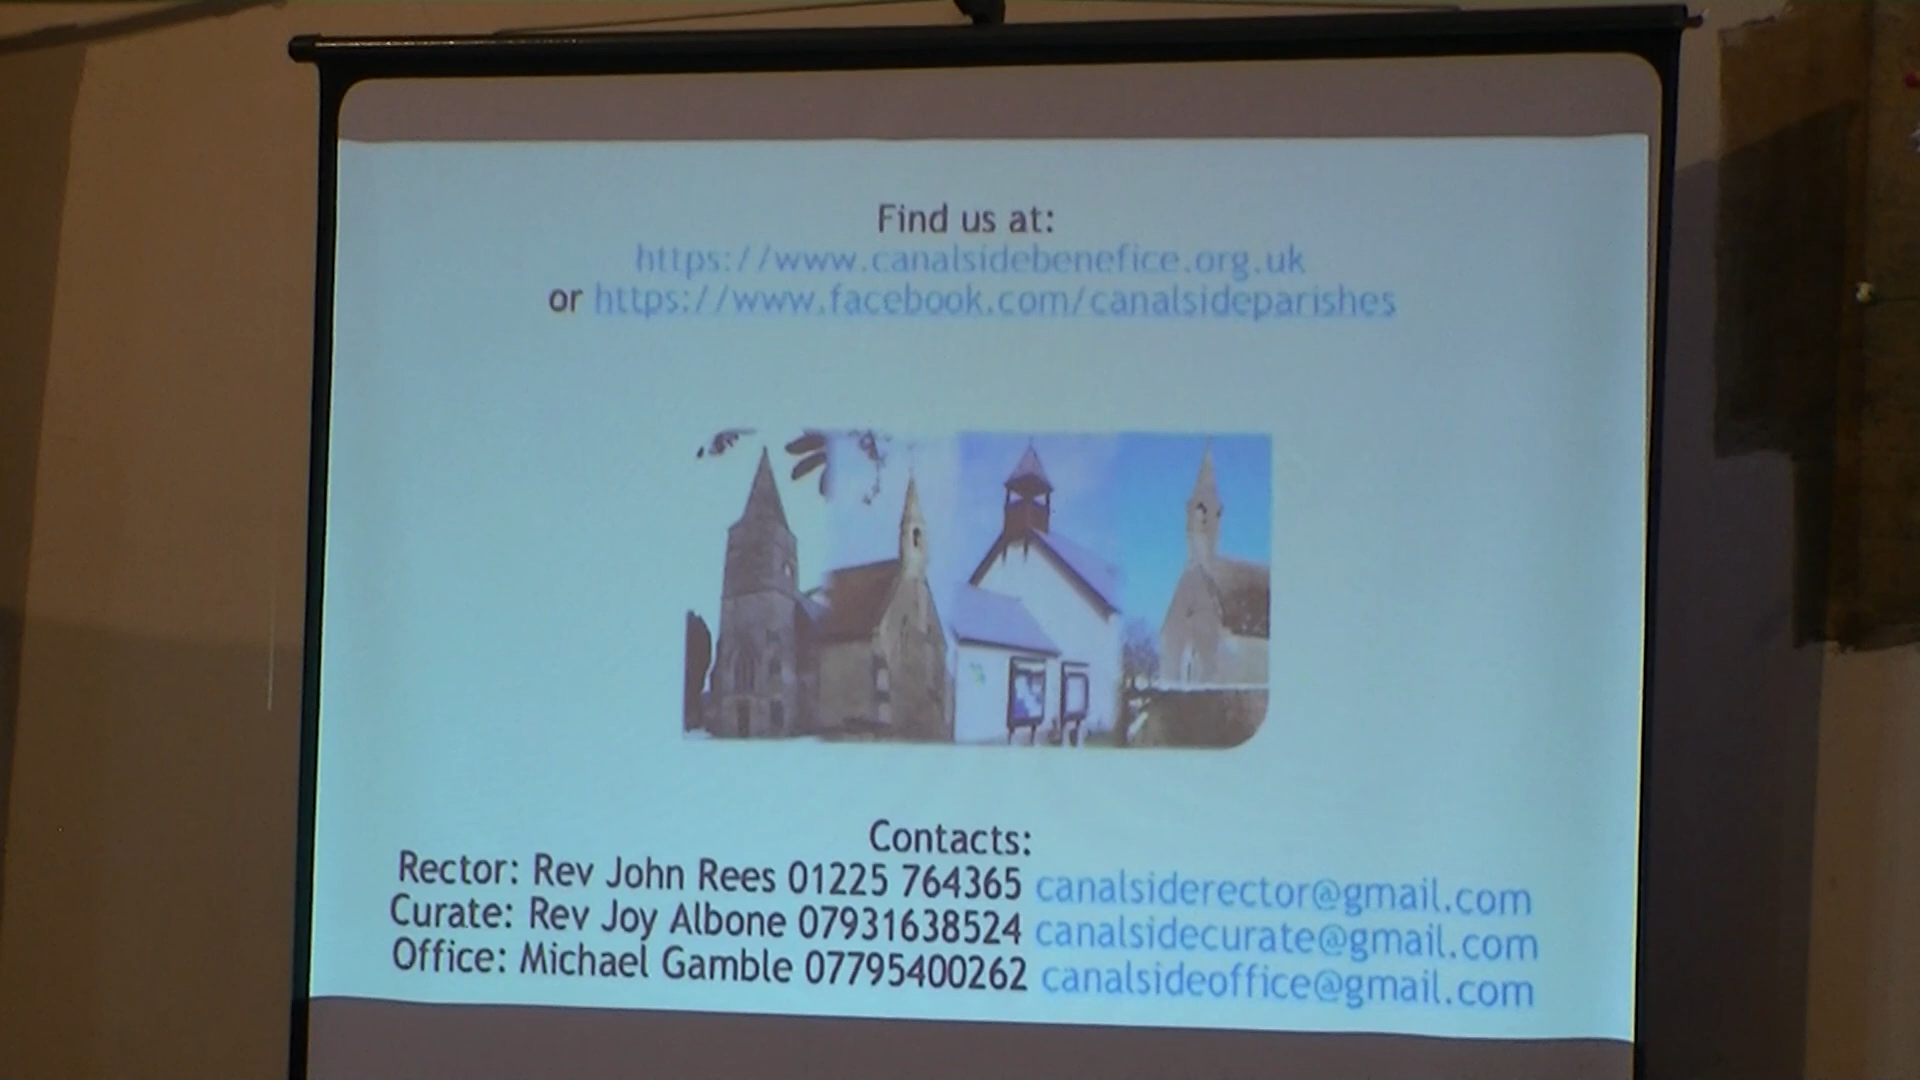 Find us at:
https://www.canalsidebenefice.org.uk
or https://www.facebook.com/canalsideparishes
Contacts:
Rector: Rev John Rees 01225 764365 canalsiderector@gmail.com
Curate: Rev Joy Albone 07931638524 canalsidecurate@gmail.com
Office: Michael Gamble 07795400262 canalsideoffice@gmail.com